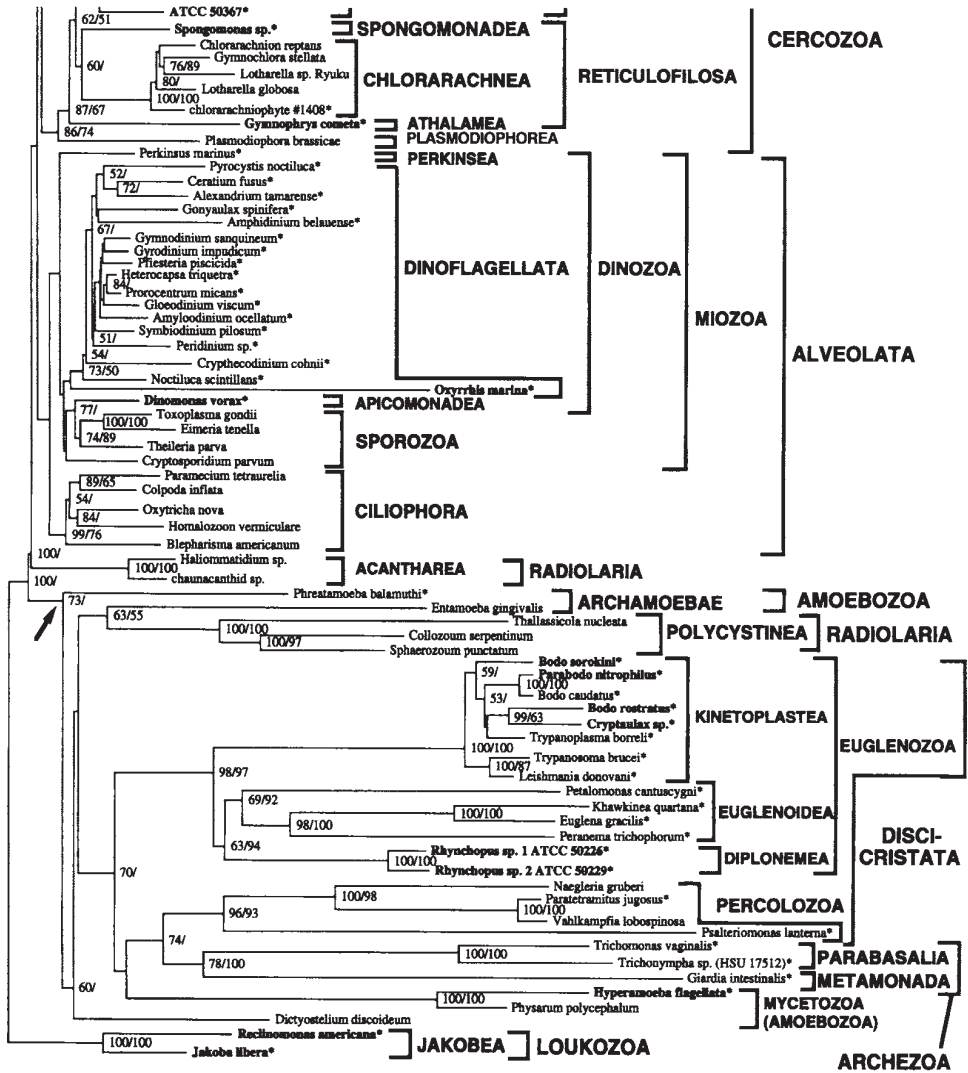 ATCC 50367*
62/51
Spongomonas sp.*
SPONGOMONADEA
CERCOZOA
Chlorarachnion reptans
Gymnochlora stellata
60/
76/89
Lotharella sp. Ryuku
CHLORARACHNEA
RETICULOFILOSA
80/
Lotharella globosa
100/100
chlorarachniophyte #1408*
87/67
Gymnophrys cometa*
ATHALAMEA
86/74
Plasmodiophora brassicae
PLASMODIOPHOREA
Perkinsus marinus*
PERKINSEA
Pyrocystis noctiluca*
52/
Ceratium fusus*
72/
Alexandrium tamarense*
Gonyaulax spinifera*
Amphidinium belauense*
67/
Gymnodinium sanquineum*
Gyrodinium impudicum*
Pfiesteria piscicida*
DINOFLAGELLATA
DINOZOA
Heterocapsa triquetra*
84/
Prorocentrum micans*
Gloeodinium viscum*
Amyloodinium ocellatum*
MIOZOA
Symbiodinium pilosum*
51/
Peridinium sp.*
54/
ALVEOLATA
Crypthecodinium cohnii*
73/50
Noctiluca scintillans*
Oxyrrhis marina*
Dinomonas vorax*
APICOMONADEA
77/
Toxoplasma gondii
100/100
Eimeria tenella
74/89
SPOROZOA
Theileria parva
Cryptosporidium parvum
Paramecium tetraurelia
89/65
Colpoda inflata
54/
Oxytricha nova
CILIOPHORA
84/
Homalozoon vermiculare
99/76
Blepharisma americanum
100/
Haliommatidium sp.
100/100
ACANTHAREA
RADIOLARIA
chaunacanthid sp.
100/
Phreatamoeba balamuthi*
73/
ARCHAMOEBAE
AMOEBOZOA
Entamoeba gingivalis
63/55
Thallassicola nucleata
100/100
Collozoum serpentinum
POLYCYSTINEA
RADIOLARIA
100/97
Sphaerozoum punctatum
Bodo sorokini*
59/
Parabodo nitrophilus*
100/100
Bodo caudatus*
53/
Bodo rostratus*
KINETOPLASTEA
99/63
Cryptaulax sp.*
Trypanoplasma borreli*
EUGLENOZOA
100/100
Trypanosoma brucei*
100/87
98/97
Leishmania donovani*
Petalomonas cantuscygni*
69/92
Khawkinea quartana*
100/100
EUGLENOIDEA
Euglena gracilis*
98/100
Peranema trichophorum*
DISCI-
CRISTATA
63/94
Rhynchopus sp. 1 ATCC 50226*
100/100
DIPLONEMEA
Rhynchopus sp. 2 ATCC 50229*
70/
Naegleria gruberi
100/98
Paratetramitus jugosus*
PERCOLOZOA
100/100
96/93
Vahlkampfia lobospinosa
Psalteriomonas lanterna*
74/
Trichomonas vaginalis*
100/100
PARABASALIA
78/100
Trichonympha sp. (HSU 17512)*
Giardia intestinalis*
METAMONADA
60/
Hyperamoeba flagellata*
100/100
MYCETOZOA
(AMOEBOZOA)
Physarum polycephalum
Dictyostelium discoideum
Reclinomonas americana*
100/100
JAKOBEA
LOUKOZOA
Jakoba libera*
ARCHEZOA